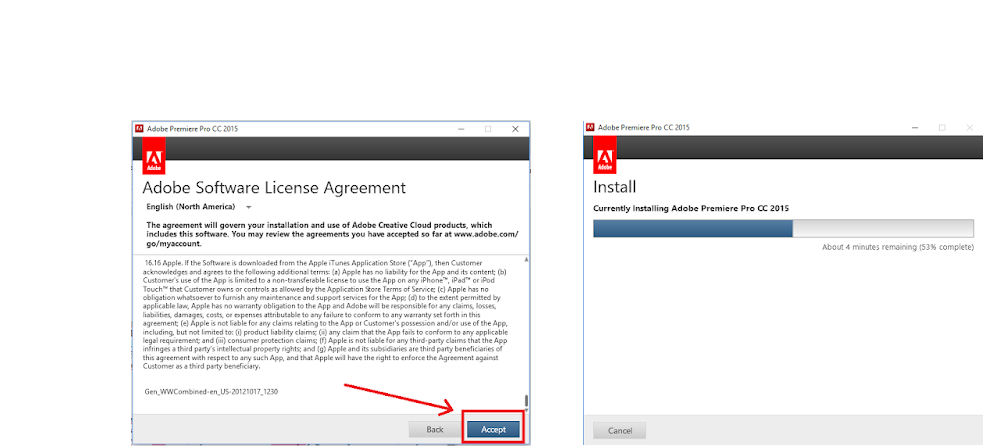 Adobe Premiere Pro CC 2015
Adobe
Adobe Software License Agreement
English (North America)
The agreement will govern your installation and use of Adobe Creative Cloud products, which
includes this software. You may review the agreements you have accepted so far at www.adobe.com/
go/myaccount.
16.16 Apple. If the Software is downloaded from the Apple iTunes Application Store ("App"), then Customer
acknowledges and agrees to the following additional terms: (a) Apple has no liability for the App and its content; (b)
Customer's use of the App is limited to a non-transferable license to use the App on any iPhone™, iPad™ or iPod
Touch™ that Customer owns or controls as allowed by the Application Store Terms of Service; (c) Apple has no
obligation whatsoever to furnish any maintenance and support services for the App; (d) to the extent permitted by
applicable law, Apple has no warranty obligation to the App and Adobe will be responsible for any claims, losses,
liabilities, damages, costs, or expenses attributable to any failure to conform to any warranty set forth in this
agreement; (e) Apple is not liable for any claims relating to the App or Customer's possession and/or use of the App,
including, but not limited to: (i) product liability claims; (ii) any claim that the App fails to conform to any applicable
legal requirement; and (iii) consumer protection claims; (f) Apple is not liable for any third-party claims that the App
infringes a third party's intellectual property rights; and (g) Apple and its subsidiaries are third party beneficiaries of
this agreement with respect to any such App, and that Apple will have the right to enforce the Agreement against
Customer as a third party beneficiary.
Gen_WWCombined-en_US-20121017_1230
Back
Accept
Adobe Premiere Pro CC 2015
Adobe
Install
Currently Installing Adobe Premiere Pro CC 2015
About 4 minutes remaining (53% complete)
Cancel